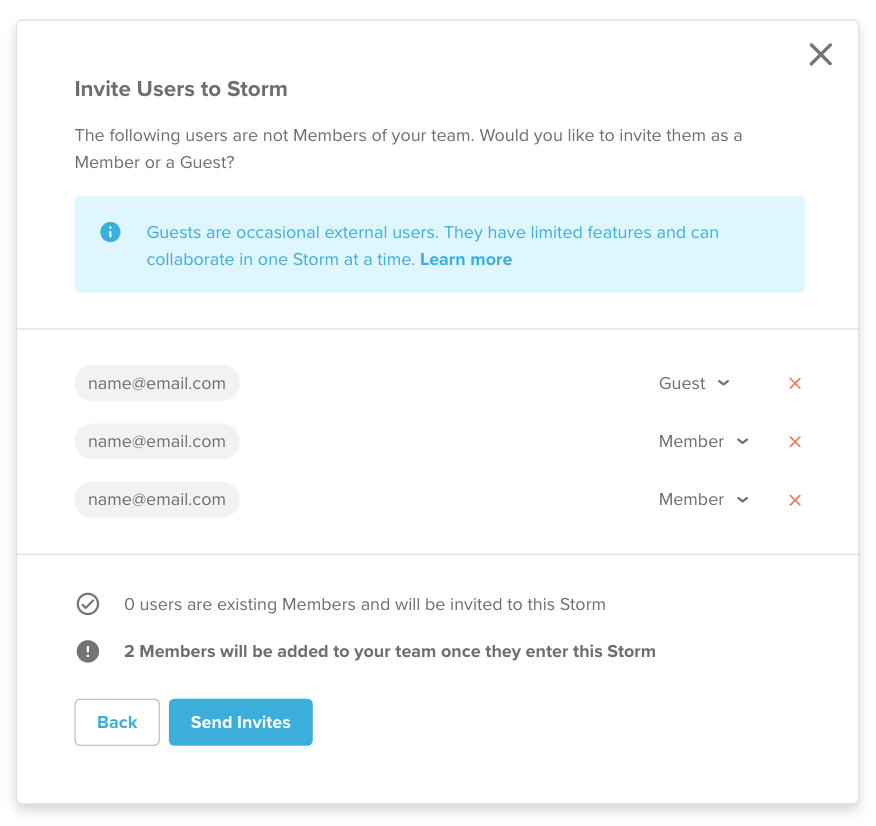 Invite Users to Storm
The following users are not Members of your team. Would you like to invite them as a
Member or a Guest?
Guests are occasional external users. They have limited features and can
collaborate in one Storm at a time. Learn more
name@email.com Guest
name@email.com Member
name@email.com Member
0 users are existing Members and will be invited to this Storm
2 Members will be added to your team once they enter this Storm
Back Send Invites